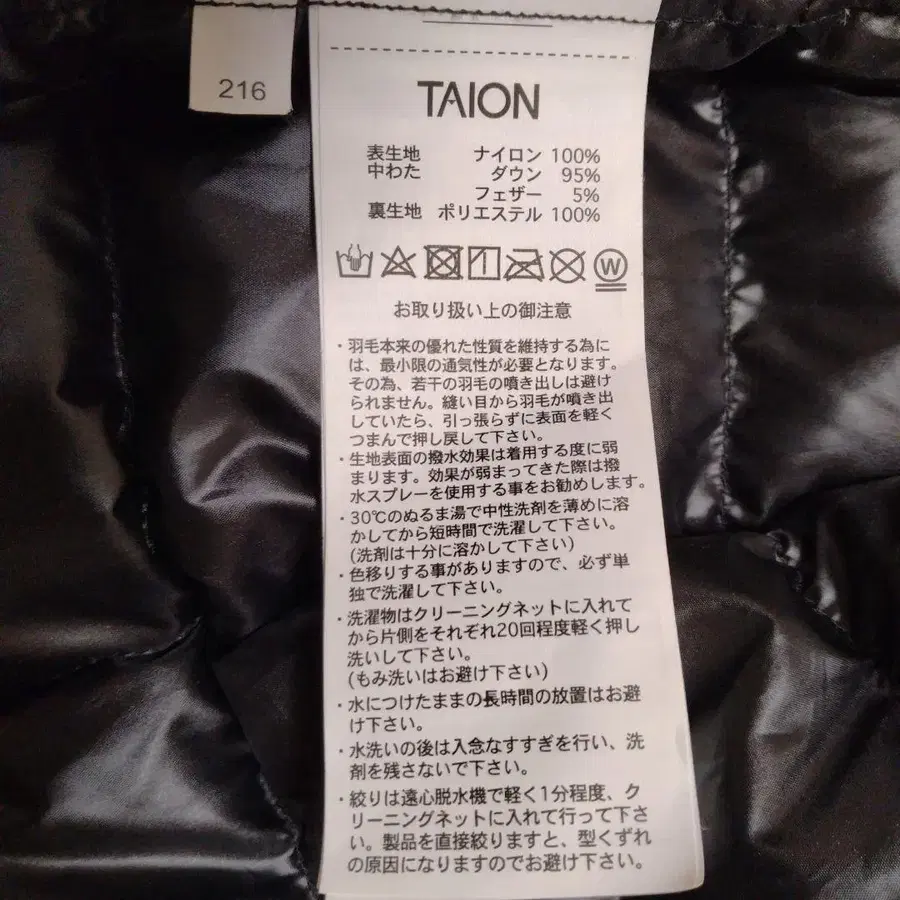 216
TAION
表生地 ナイロン 100%
中わた ダウン 95%
フェザー 5%
裏生地 ポリエステル 100%
W
お取り扱い上の御注意
・羽毛本来の優れた性質を維持する為に
は、最小限の通気性が必要となります。
その為、若干の羽毛の噴き出しは避け
られません。縫い目から羽毛が噴き出
していたら、引っ張らずに表面を軽く
つまんで押し戻して下さい。
・生地表面の撥水効果は着用する度に弱
まります。効果が弱まってきた際は撥
水スプレーを使用する事をお勧めします。
・30℃のぬるま湯で中性洗剤を薄めに溶
かしてから短時間で洗濯して下さい。
(洗剤は十分に溶かして下さい)
・色移りする事がありますので、必ず単
独で洗濯して下さい。
・洗濯物はクリーニングネットに入れて
から片側をそれぞれ20回程度軽く押し
洗いして下さい。
(もみ洗いはお避け下さい)
・水につけたままの長時間の放置はお避
け下さい。
・水洗いの後は入念なすすぎを行い、洗
剤を残さないで下さい。
・絞りは遠心脱水機で軽く1分程度、ク
リーニングネットに入れて行って下さ
い。製品を直接絞りますと、型くずれ
の原因になりますのでお避け下さい。